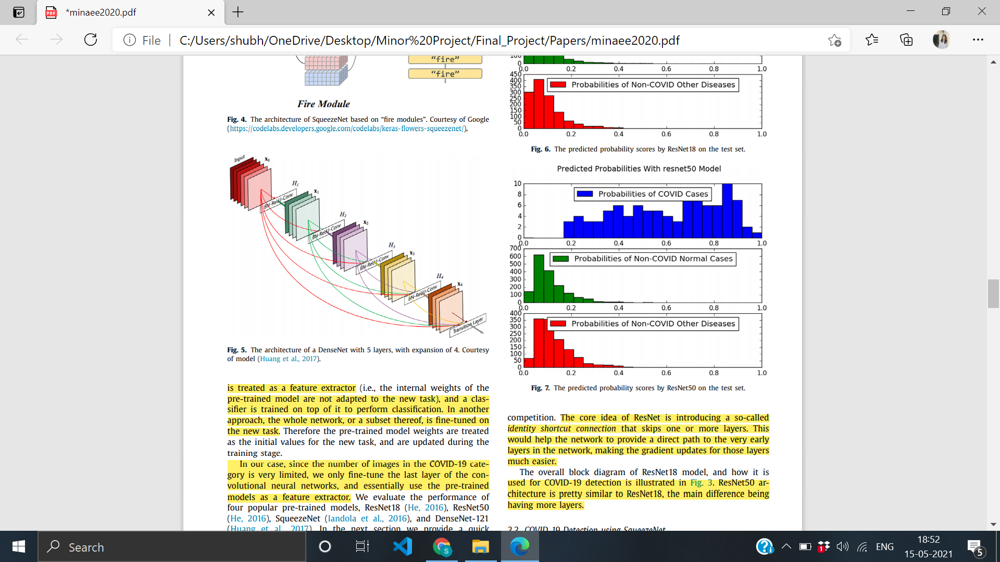 *minaee2020.pdf
File
C:/Users/shubh/OneDrive/Desktop/Minor%20Project/Final_Project/Papers/minaee2020.pdf
"fire"
"fire"
Fire Module
Fig. 4. The architecture of SqueezeNet based on "fire modules". Courtesy of Google
(https://codelabs.developers.google.com/codelabs/keras-flowers-squeezenet/).
Input
x0
H1
BN-ReLU-Conv
x1
H2
BN-ReLU-Conv
x2
H3
BN-ReLU-Conv
x3
H4
BN-ReLU-Conv
x4
Transition Layer
Fig. 5. The architecture of a DenseNet with 5 layers, with expansion of 4. Courtesy
of model (Huang et al., 2017).
is treated as a feature extractor (i.e., the internal weights of the
pre-trained model are not adapted to the new task), and a clas-
sifier is trained on top of it to perform classification. In another
approach, the whole network, or a subset thereof, is fine-tuned on
the new task. Therefore the pre-trained model weights are treated
as the initial values for the new task, and are updated during the
training stage.
In our case, since the number of images in the COVID-19 cate-
gory is very limited, we only fine-tune the last layer of the con-
volutional neural networks, and essentially use the pre-trained
models as a feature extractor. We evaluate the performance of
four popular pre-trained models, ResNet18 (He, 2016), ResNet50
(He, 2016), SqueezeNet (Iandola et al., 2016), and DenseNet-121
(Huang et al., 2017). In the next section we provide a quick
100
0
0.0 0.2 0.4 0.6 0.8 1.0
450
400
350
300
250
200
150
100
50
0
Probabilities of Non-COVID Other Diseases
0.0 0.2 0.4 0.6 0.8 1.0
Fig. 6. The predicted probability scores by ResNet18 on the test set.
Predicted Probabilities With resnet50 Model
10
8
6
4
2
0
Probabilities of COVID Cases
0.0 0.2 0.4 0.6 0.8 1.0
700
600
500
400
300
200
100
0
Probabilities of Non-COVID Normal Cases
0.0 0.2 0.4 0.6 0.8 1.0
400
350
300
250
200
150
100
50
0
Probabilities of Non-COVID Other Diseases
0.0 0.2 0.4 0.6 0.8 1.0
Fig. 7. The predicted probability scores by ResNet50 on the test set.
competition. The core idea of ResNet is introducing a so-called
identity shortcut connection that skips one or more layers. This
would help the network to provide a direct path to the very early
layers in the network, making the gradient updates for those layers
much easier.
The overall block diagram of ResNet18 model, and how it is
used for COVID-19 detection is illustrated in Fig. 3. ResNet50 ar-
chitecture is pretty similar to ResNet18, the main difference being
having more layers.
3.3. COVID-19 Detection using SqueezeNet
Search
S
1
ENG
18:52
15-05-2021
5